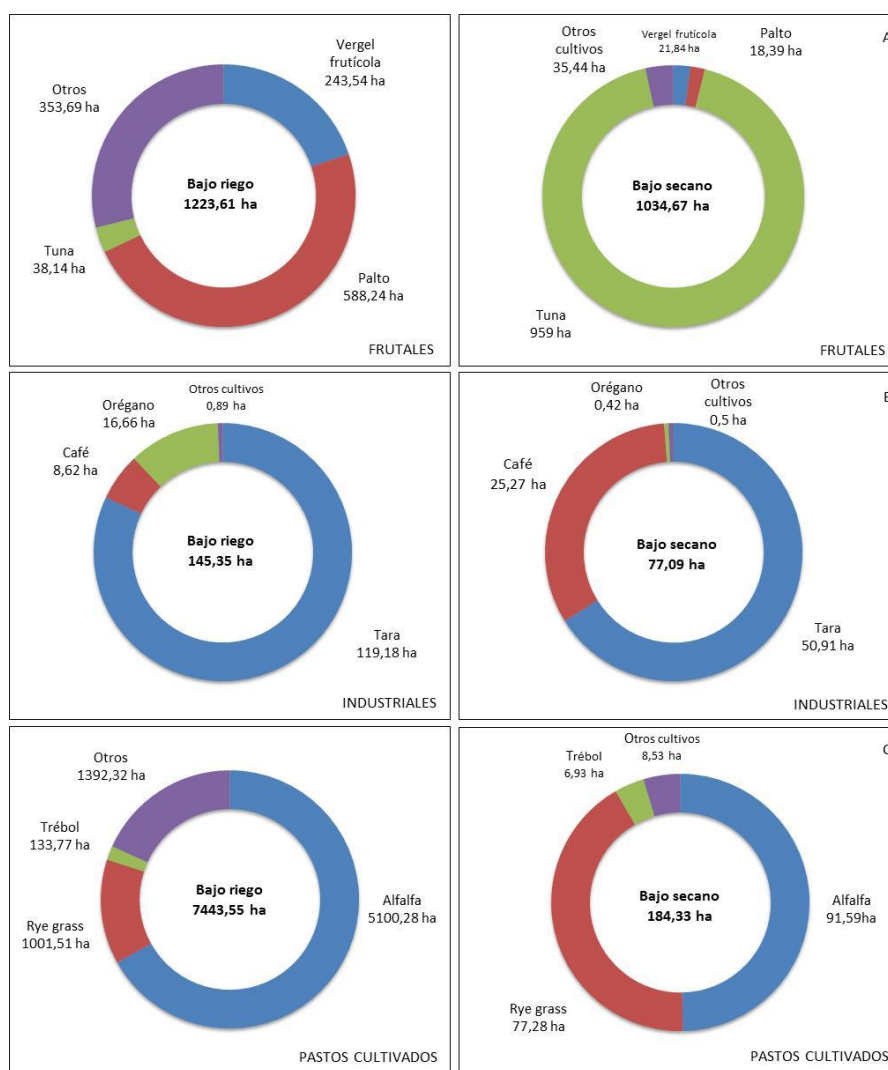 Vergel
frutícola
243,54 ha
Otros
353,69 ha
Bajo riego
1223,61 ha
Tuna
38,14 ha
Palto
588,24 ha
FRUTALES
Otros
cultivos
35,44 ha
Vergel frutícola
21,84 ha
Palto
18,39 ha
A
Bajo secano
1034,67 ha
Tuna
959 ha
FRUTALES
Otros cultivos
0,89 ha
Orégano
16,66 ha
Café
8,62 ha
Bajo riego
145,35 ha
Tara
119,18 ha
INDUSTRIALES
Orégano
0,42 ha
Otros
cultivos
0,5 ha
Café
25,27 ha
Bajo secano
77,09 ha
Tara
50,91 ha
INDUSTRIALES
Otros
1392,32 ha
Trébol
133,77 ha
Bajo riego
7443,55 ha
Alfalfa
5100,28 ha
Rye grass
1001,51 ha
PASTOS CULTIVADOS
Otros cultivos
8,53 ha
Trébol
6,93 ha
Bajo secano
184,33 ha
Alfalfa
91,59ha
Rye grass
77,28 ha
PASTOS CULTIVADOS